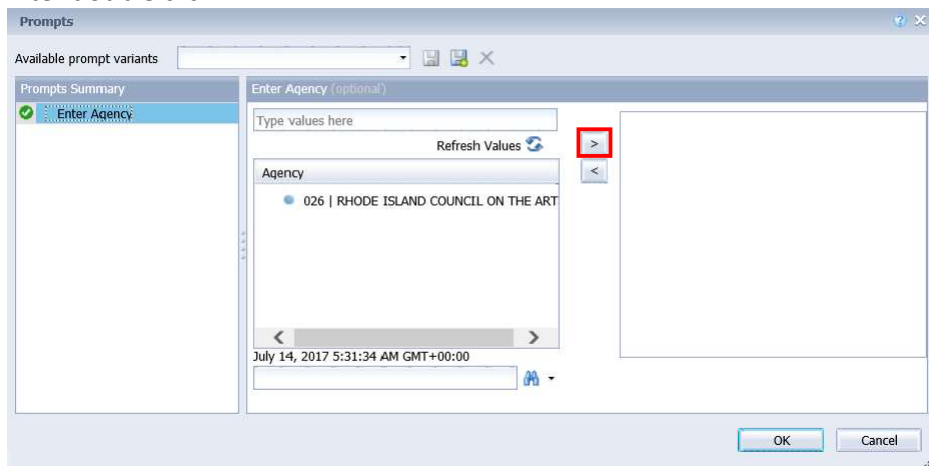 Prompts
Available prompt variants
Prompts Summary
Enter Agency (optional)
Enter Agency
Type values here
Refresh Values
>
<
Agency
026 | RHODE ISLAND COUNCIL ON THE ART
July 14, 2017 5:31:34 AM GMT+00:00
OK Cancel